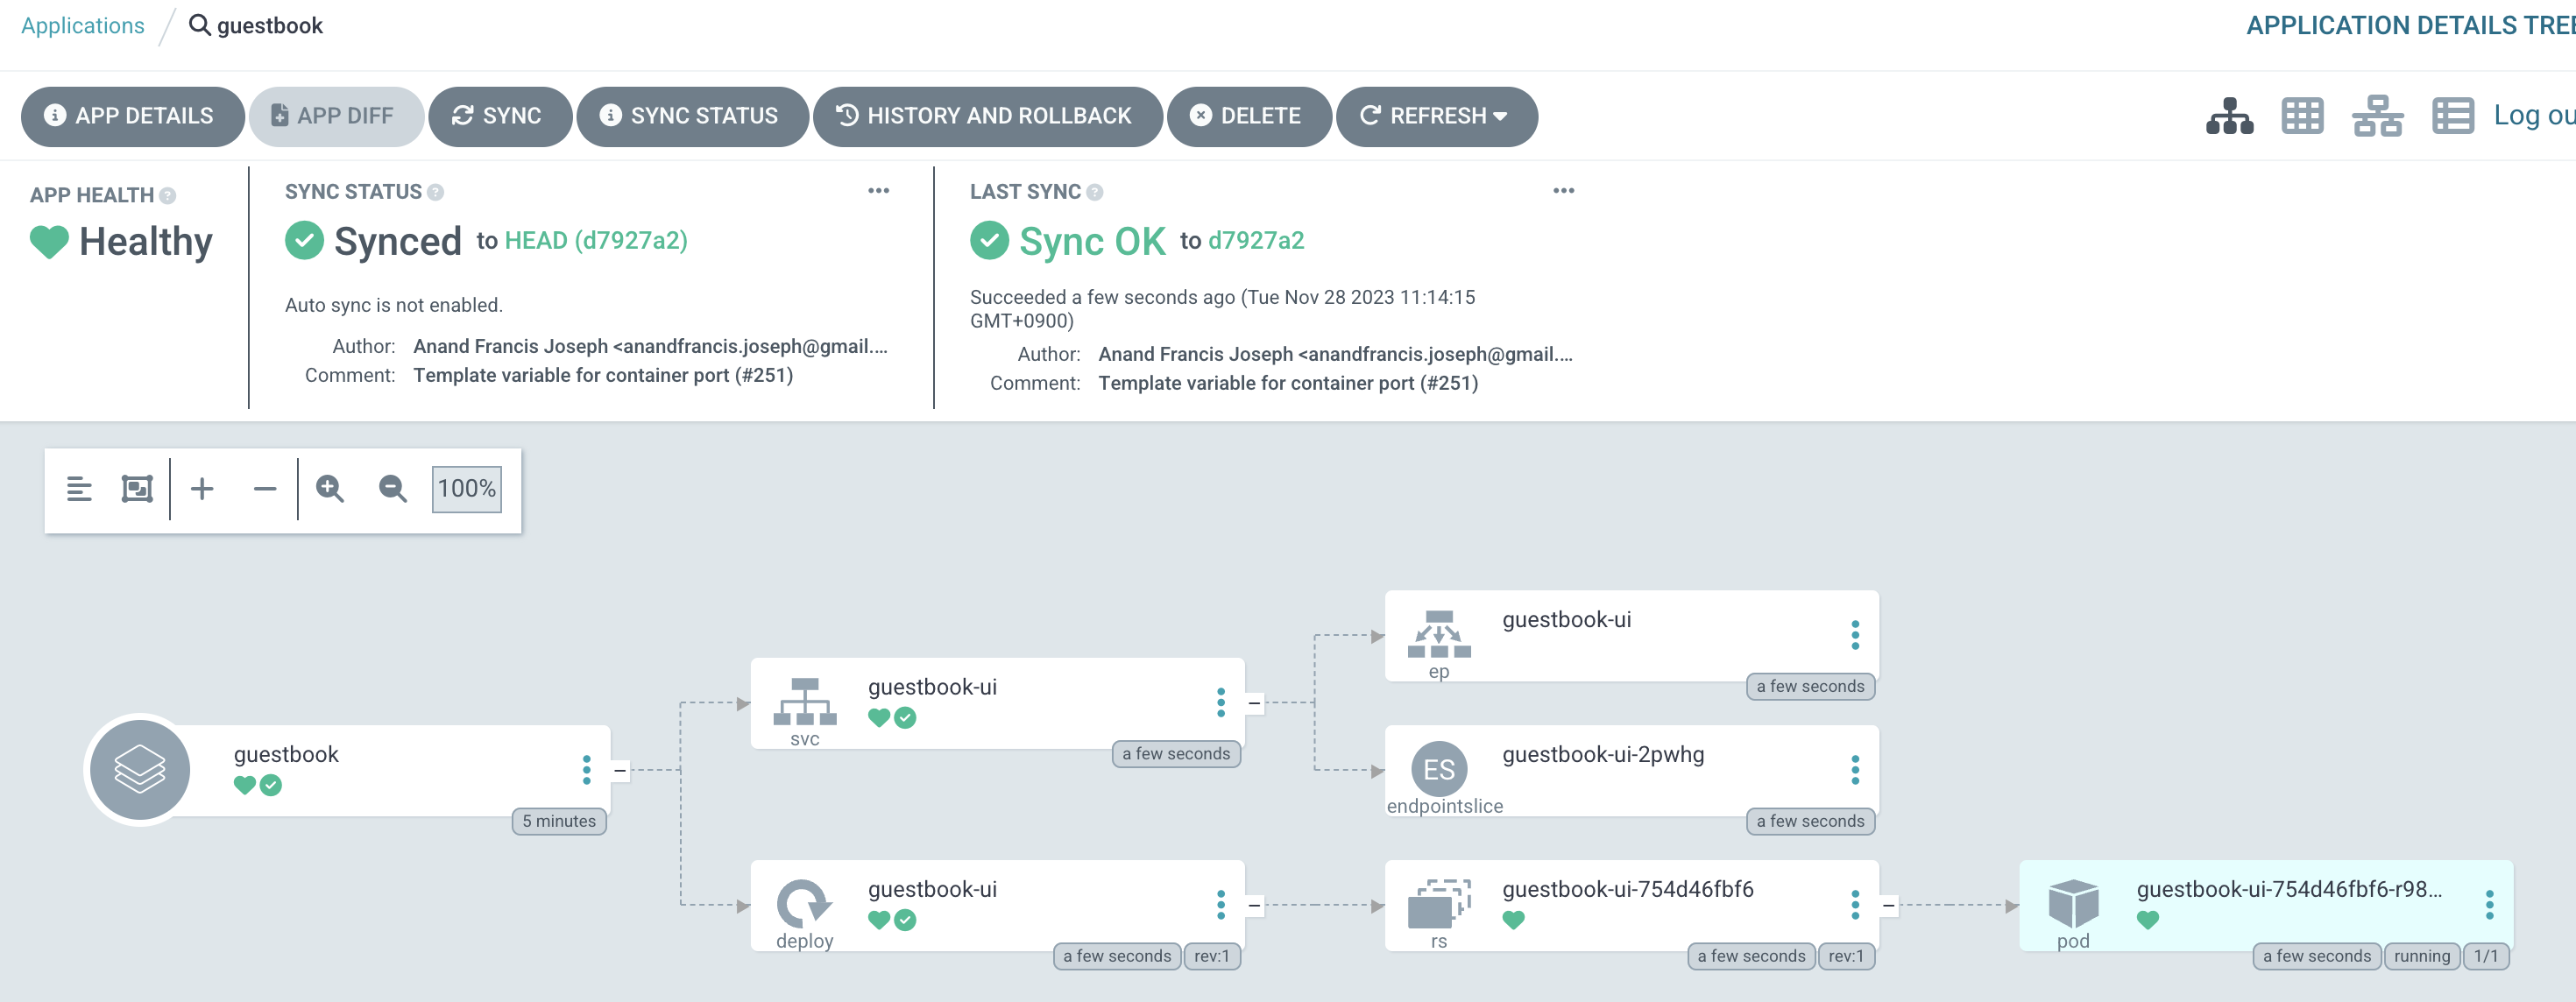 Applications / guestbook
APPLICATION DETAILS TREE
APP DETAILS
APP DIFF
SYNC
SYNC STATUS
HISTORY AND ROLLBACK
DELETE
REFRESH
Log ou
APP HEALTH
Healthy
SYNC STATUS
Synced to HEAD (d7927a2)
Auto sync is not enabled.
Author: Anand Francis Joseph <anandfrancis.joseph@gmail....
Comment: Template variable for container port (#251)
LAST SYNC
Sync OK to d7927a2
Succeeded a few seconds ago (Tue Nov 28 2023 11:14:15
GMT+0900)
Author: Anand Francis Joseph <anandfrancis.joseph@gmail....
Comment: Template variable for container port (#251)
100%
guestbook
5 minutes
guestbook-ui
svc
a few seconds
guestbook-ui
deploy
a few seconds rev:1
guestbook-ui
ep
a few seconds
ES
guestbook-ui-2pwhg
endpointslice
a few seconds
guestbook-ui-754d46fbf6
rs
a few seconds rev:1
guestbook-ui-754d46fbf6-r98...
pod
a few seconds running 1/1